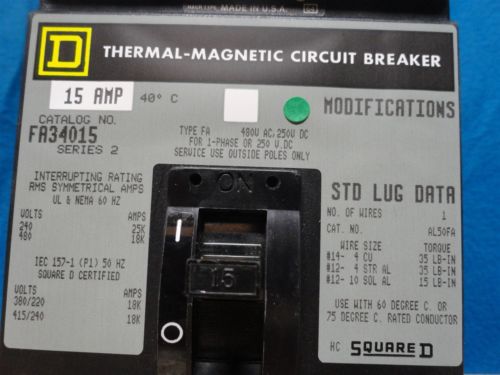 MADE IN U.S.A.
D
THERMAL-MAGNETIC CIRCUIT BREAKER
15 AMP 40° C
MODIFICATIONS
CATALOG NO.
FA34015
SERIES 2
TYPE FA 480V AC, 250V DC
FOR 1-PHASE OR 250 V.DC
SERVICE USE OUTSIDE POLES ONLY
INTERRUPTING RATING
RMS SYMMETRICAL AMPS
UL & NEMA 60 HZ
VOLTS AMPS
240 25K
480 18K
IEC 157-1 (P1) 50 HZ
SQUARE D CERTIFIED
VOLTS AMPS
380/220 18K
415/240 18K
ON
I
15
O
STD LUG DATA
NO. OF WIRES 1
CAT. NO. AL50FA
WIRE SIZE TORQUE
#14- 4 CU 35 LB-IN
#12- 4 STR AL 35 LB-IN
#12- 10 SOL AL 15 LB-IN
USE WITH 60 DEGREE C. OR
75 DEGREE C. RATED CONDUCTOR
HC SQUARE D